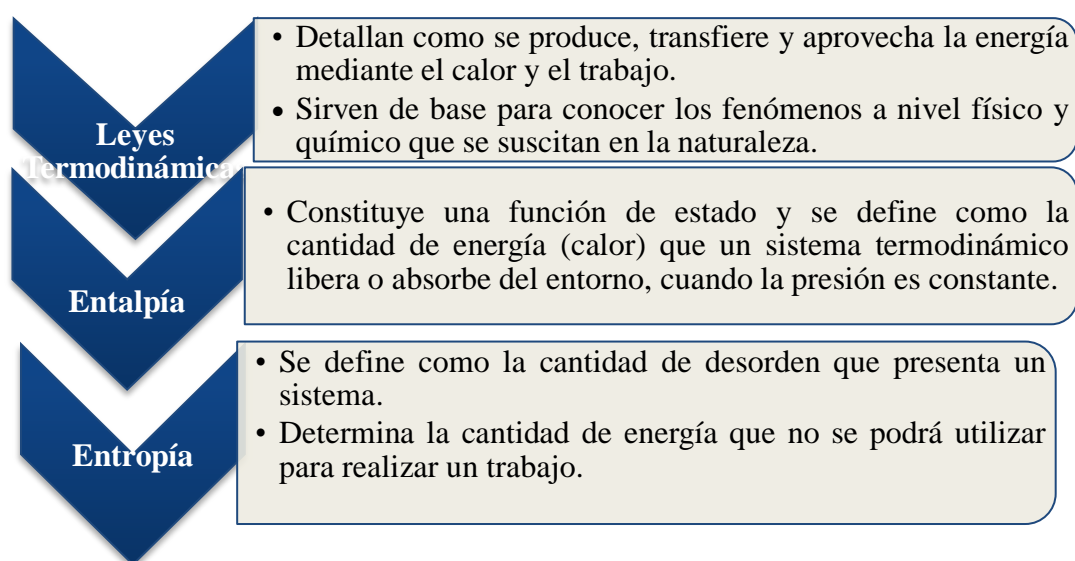 Leyes
Termodinámica
• Detallan como se produce, transfiere y aprovecha la energía
mediante el calor y el trabajo.
• Sirven de base para conocer los fenómenos a nivel físico y
químico que se suscitan en la naturaleza.
Entalpía
• Constituye una función de estado y se define como la
cantidad de energía (calor) que un sistema termodinámico
libera o absorbe del entorno, cuando la presión es constante.
Entropía
• Se define como la cantidad de desorden que presenta un
sistema.
• Determina la cantidad de energía que no se podrá utilizar
para realizar un trabajo.